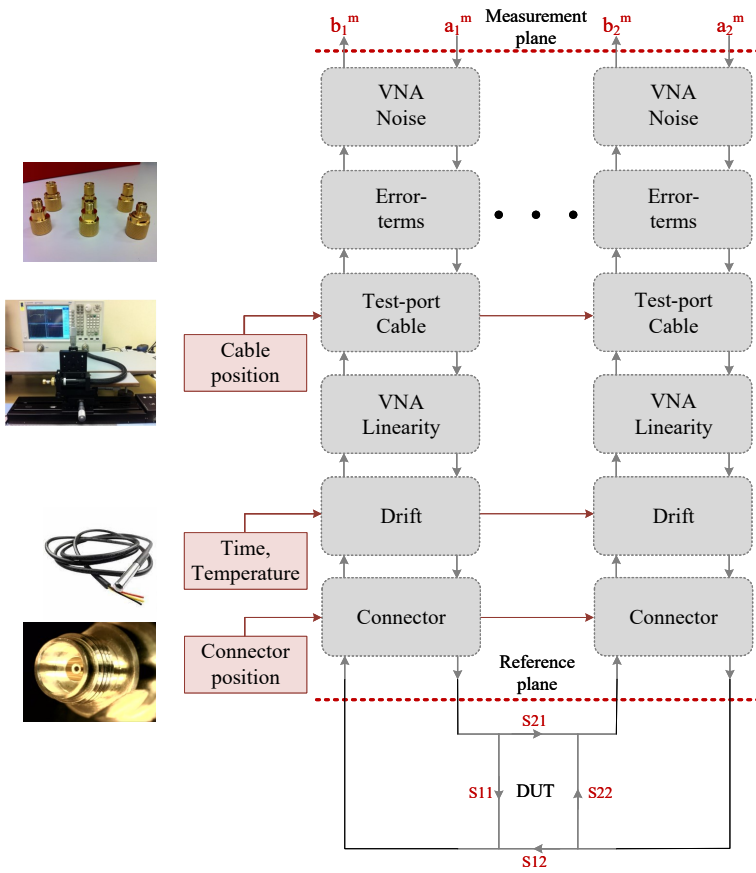 b₁ᵐ a₁ᵐ Measurement plane b₂ᵐ a₂ᵐ
VNA Noise
VNA Noise
Error-
terms
Error-
terms
Test-port
Cable
Test-port
Cable
Cable
position
VNA
Linearity
VNA
Linearity
Drift
Drift
Time,
Temperature
Connector
Connector
Connector
position
Reference
plane
S21
S11
DUT
S22
S12